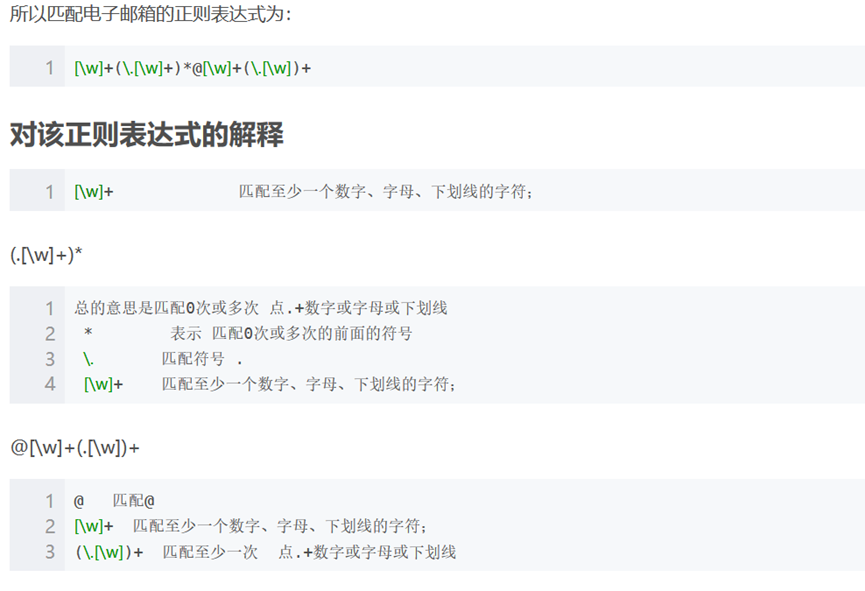 所以匹配电子邮箱的正则表达式为：
1 [\w]+(\.[\w]+)*@[\w]+(\.[\w])+
对该正则表达式的解释
1 [\w]+ 匹配至少一个数字、字母、下划线的字符；
(.[\w]+)*
1 总的意思是匹配0次或多次 点.+数字或字母或下划线
2 * 表示 匹配0次或多次的前面的符号
3 \. 匹配符号 .
4 [\w]+ 匹配至少一个数字、字母、下划线的字符；
@[\w]+(.[\w])+
1 @ 匹配@
2 [\w]+ 匹配至少一个数字、字母、下划线的字符；
3 (\.[\w])+ 匹配至少一次 点.+数字或字母或下划线